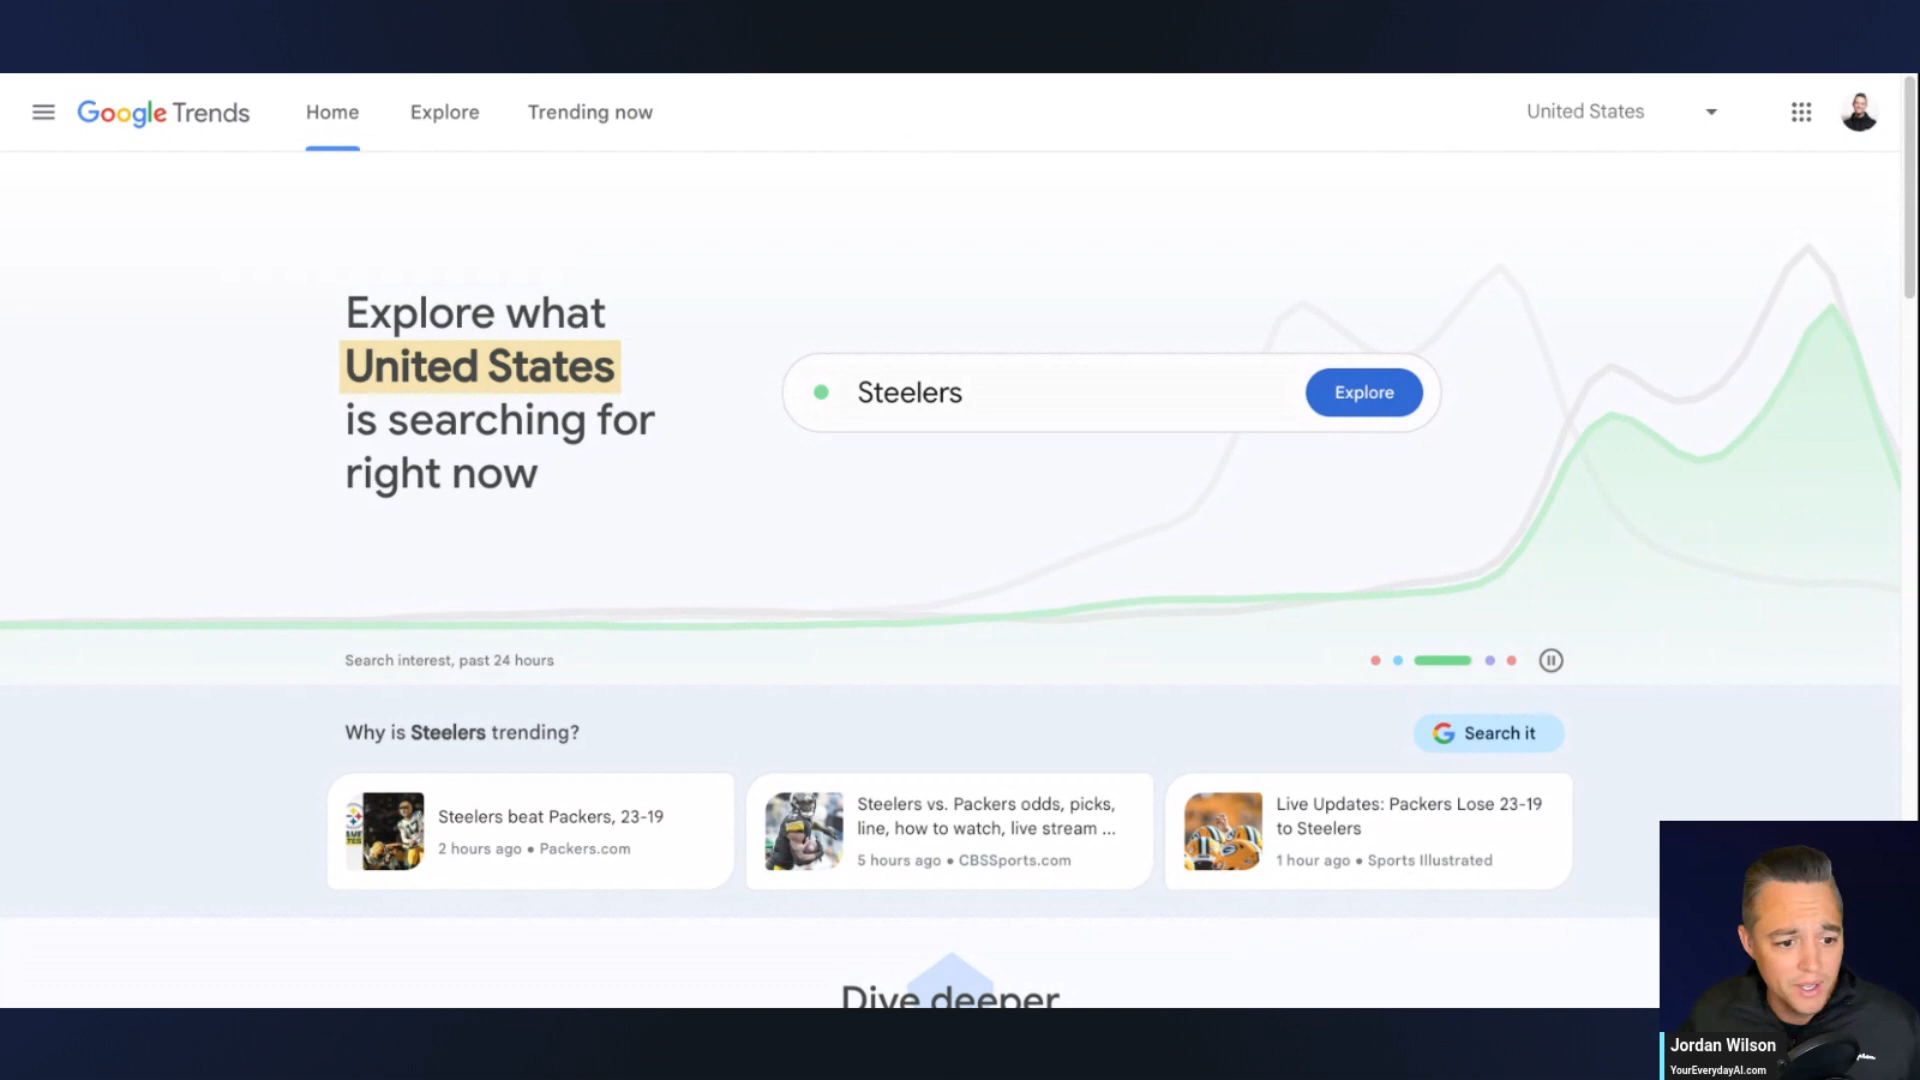 Google Trends
Home
Explore
Trending now
United States
Explore what
United States
is searching for
right now
Steelers
Explore
Search interest, past 24 hours
Why is Steelers trending?
Search it
Steelers beat Packers, 23-19
2 hours ago • Packers.com
Steelers vs. Packers odds, picks,
line, how to watch, live stream ...
5 hours ago • CBSSports.com
Live Updates: Packers Lose 23-19
to Steelers
1 hour ago • Sports Illustrated
Dive deeper
Jordan Wilson
YourEverydayAI.com